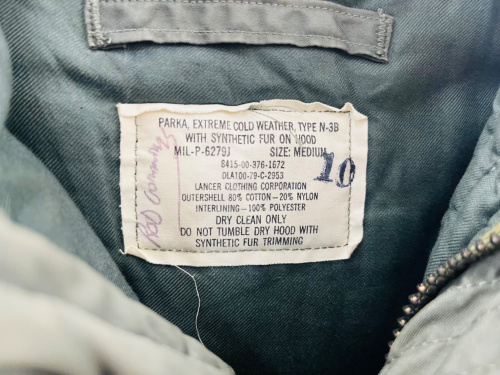 PARKA, EXTREME COLD WEATHER, TYPE N-3B
WITH SYNTHETIC FUR ON HOOD
MIL-P-6279J SIZE: MEDIUM
8415-00-376-1672
DLA100-79-C-2953
LANCER CLOTHING CORPORATION
OUTERSHELL 80% COTTON-20% NYLON
INTERLINING-100% POLYESTER
DRY CLEAN ONLY
DO NOT TUMBLE DRY HOOD WITH
SYNTHETIC FUR TRIMMING
10